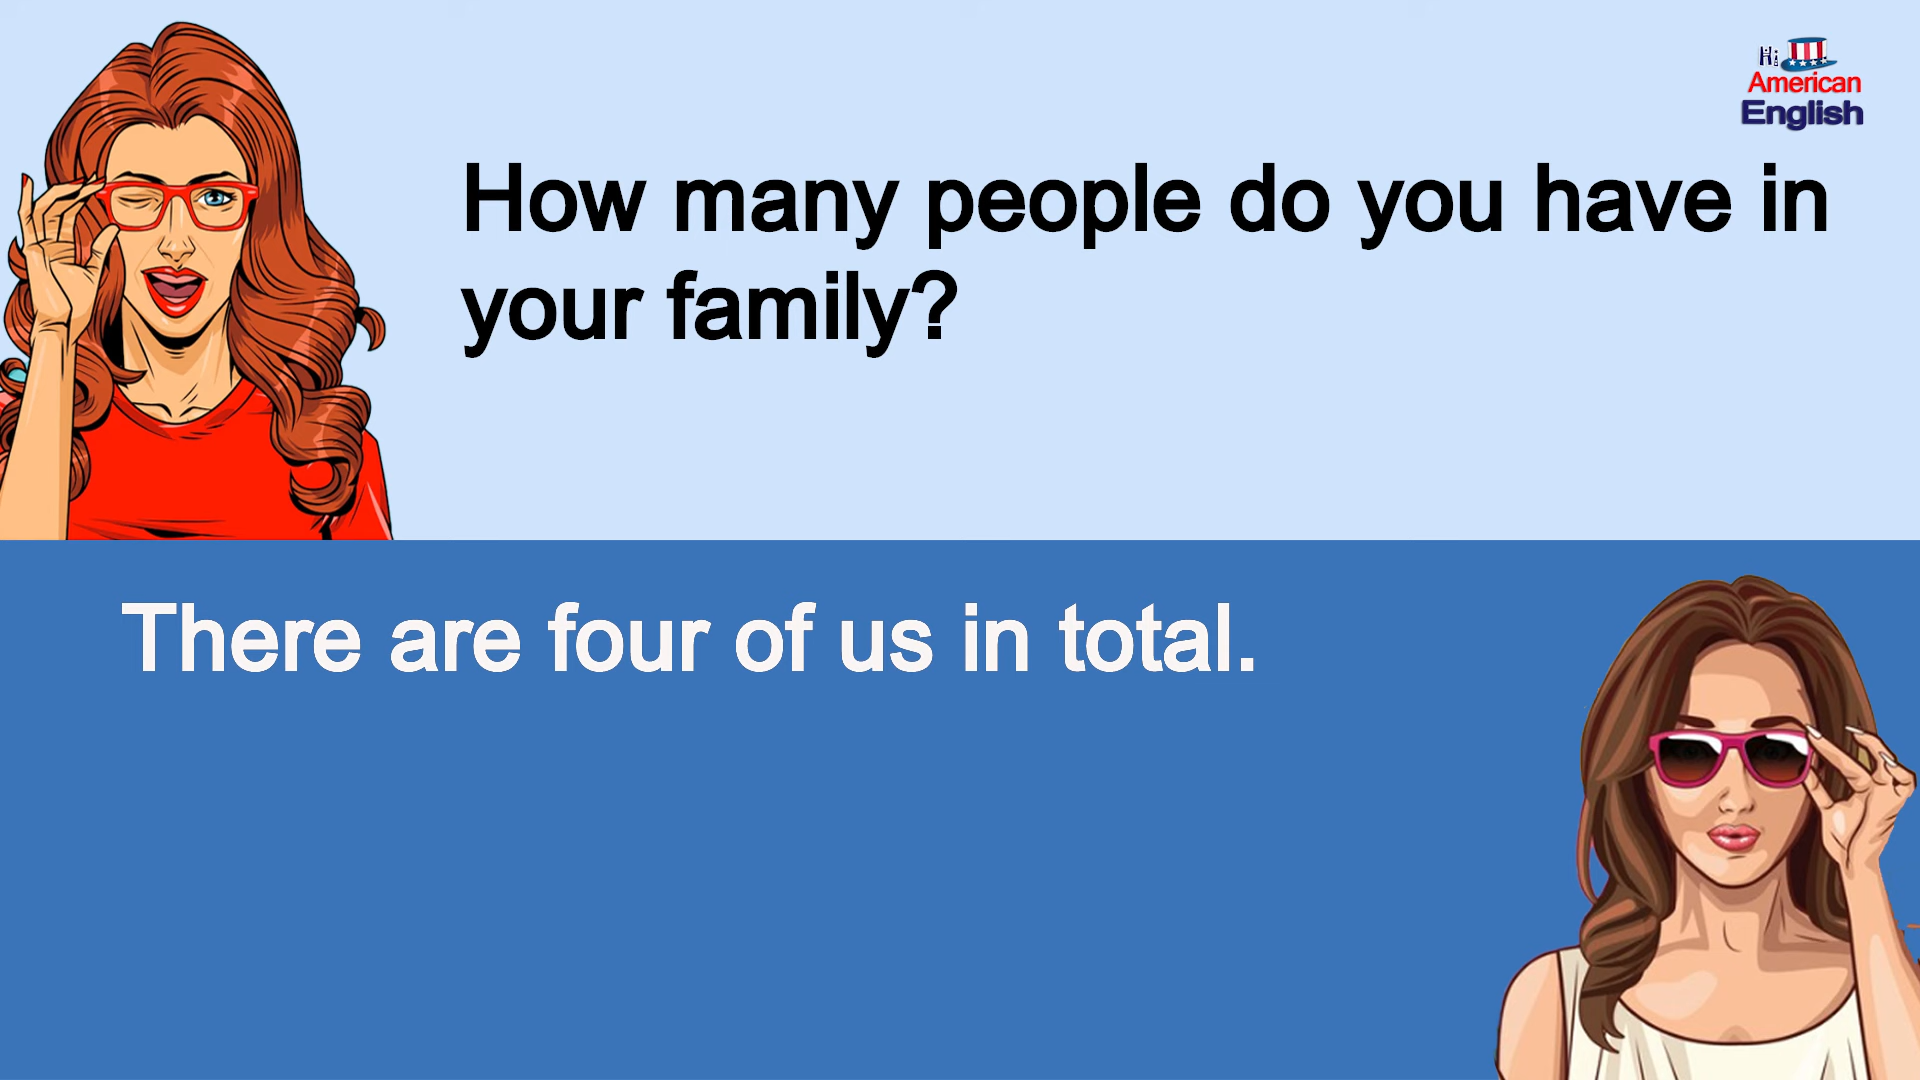 Hi
American
English
How many people do you have in
your family?
There are four of us in total.